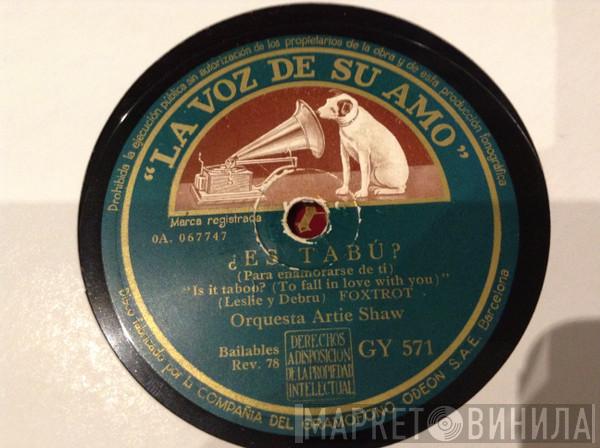 Prohibida la ejecución pública sin autorización de los propietarios de la obra y de esta producción fonográfica
"LA VOZ DE SU AMO"
Marca registrada
0A. 067747
¿ES TABÚ?
(Para enamorarse de ti)
"Is it taboo? (To fall in love with you)"
(Leslie y Debru) FOXTROT
Orquesta Artie Shaw
Bailables
Rev. 78
DERECHOS
A DISPOSICION
DE LA PROPIEDAD
INTELECTUAL
GY 571
Disco fabricado por la COMPAÑÍA DEL GRAMÓFONO ODEON S.A.E. Barcelona
МАРКЕТ ВИНИЛА